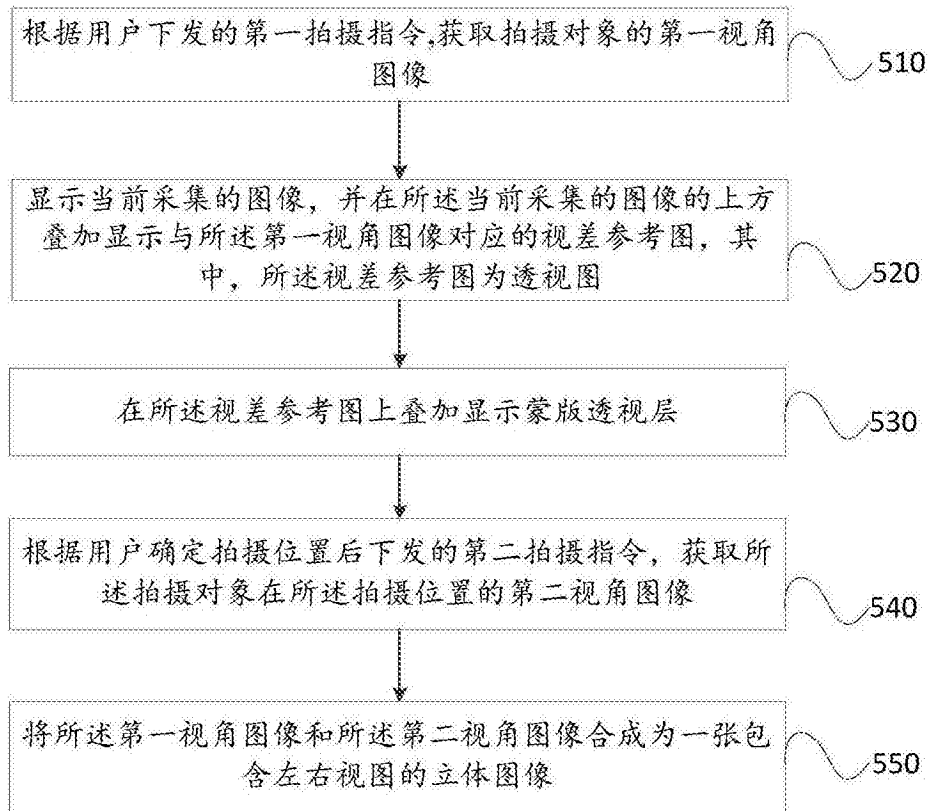 根据用户下发的第一拍摄指令,获取拍摄对象的第一视角
图像
510
显示当前采集的图像，并在所述当前采集的图像的上方
叠加显示与所述第一视角图像对应的视差参考图，其
中，所述视差参考图为透视图
520
在所述视差参考图上叠加显示蒙版透视层
530
根据用户确定拍摄位置后下发的第二拍摄指令，获取所
述拍摄对象在所述拍摄位置的第二视角图像
540
将所述第一视角图像和所述第二视角图像合成为一张包
含左右视图的立体图像
550